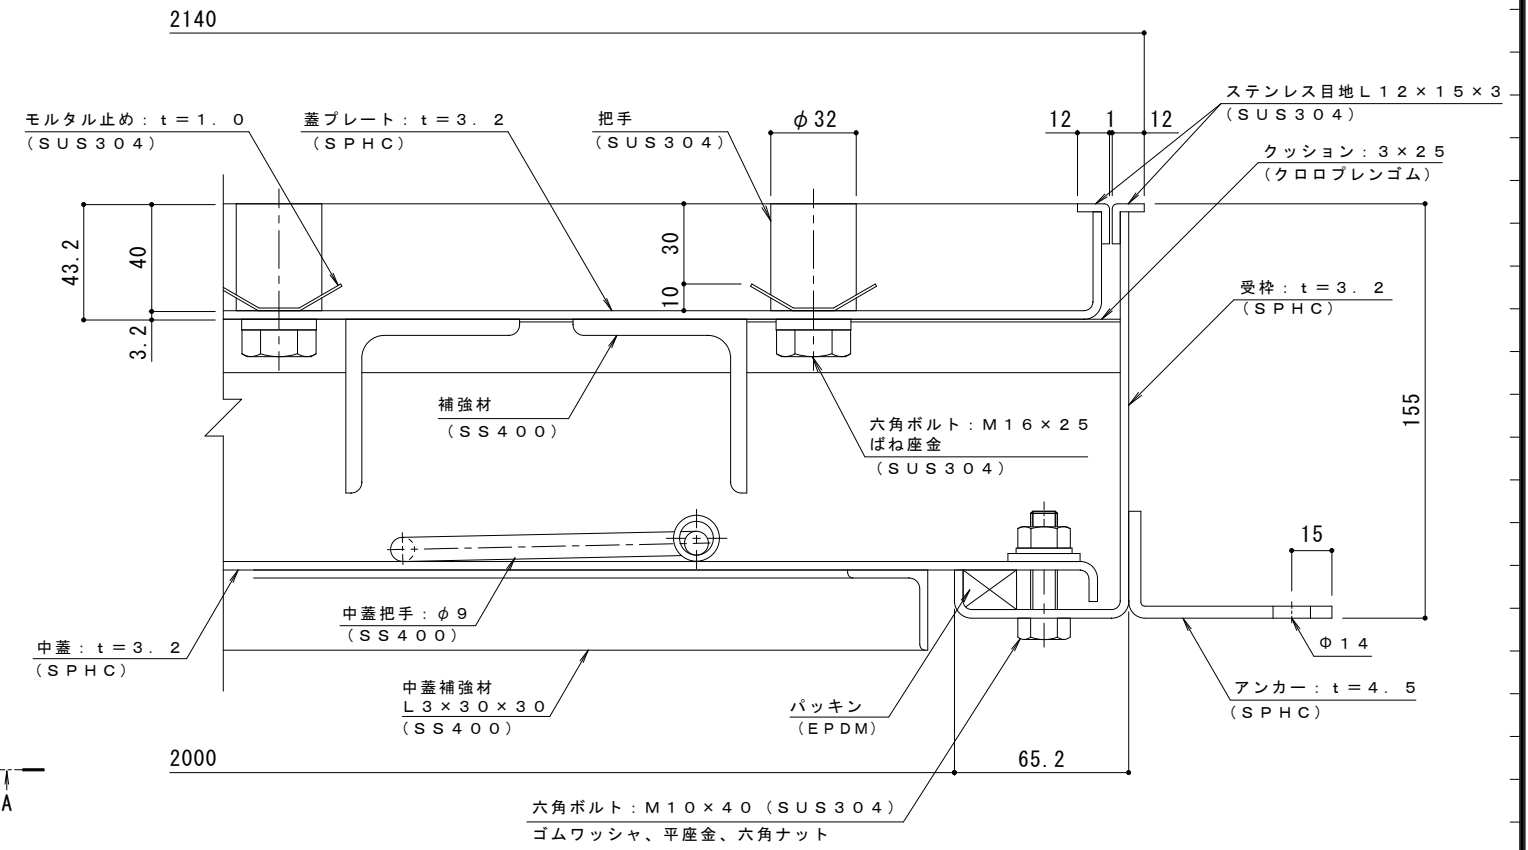 2140
モルタル止め：ｔ＝１．０
（ＳＵＳ３０４）
蓋プレート：ｔ＝３．２
（ＳＰＨＣ）
把手
（ＳＵＳ３０４）
φ32
12
1
12
ステンレス目地Ｌ１２×１５×３
（ＳＵＳ３０４）
クッション：３×２５
（クロロプレンゴム）
43.2
40
3.2
30
10
受枠：ｔ＝３．２
（ＳＰＨＣ）
155
補強材
（ＳＳ４００）
六角ボルト：Ｍ１６×２５
ばね座金
（ＳＵＳ３０４）
15
中蓋把手：φ９
（ＳＳ４００）
中蓋：ｔ＝３．２
（ＳＰＨＣ）
Φ１４
中蓋補強材
Ｌ３×３０×３０
（ＳＳ４００）
パッキン
（ＥＰＤＭ）
アンカー：ｔ＝４．５
（ＳＰＨＣ）
2000
65.2
A
六角ボルト：Ｍ１０×４０（ＳＵＳ３０４）
ゴムワッシャ、平座金、六角ナット